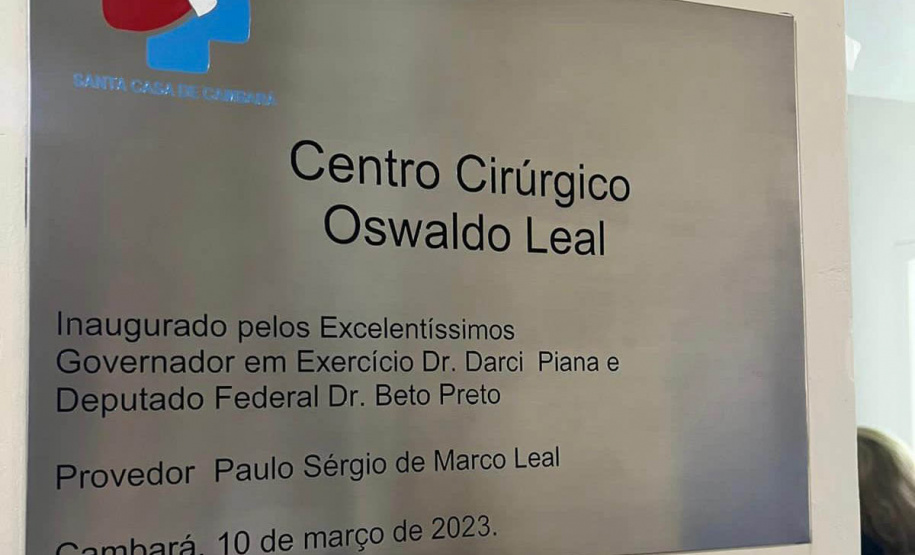 SANTA CASA DE CAMBARÁ
Centro Cirúrgico
Oswaldo Leal
Inaugurado pelos Excelentíssimos
Governador em Exercício Dr. Darci Piana e
Deputado Federal Dr. Beto Preto
Provedor Paulo Sérgio de Marco Leal
Cambará, 10 de março de 2023.